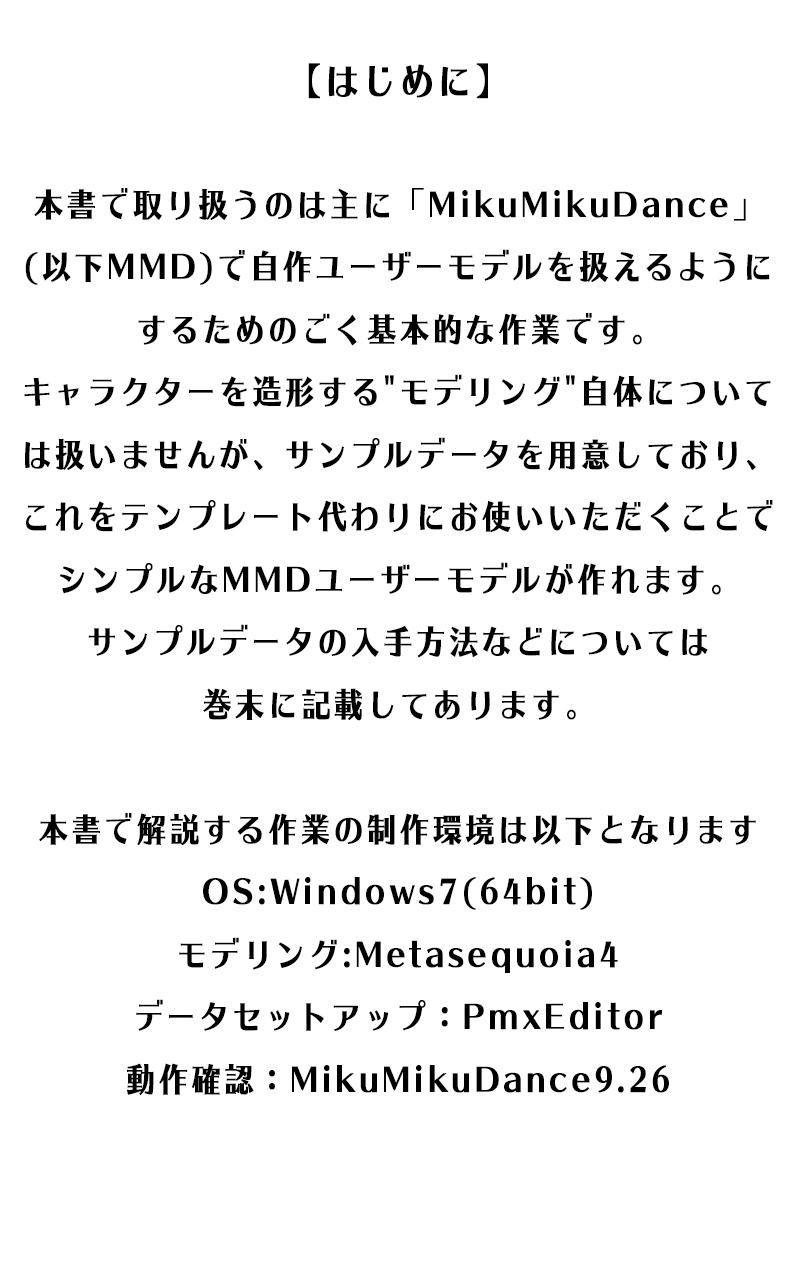 【はじめに】
本書で取り扱うのは主に「MikuMikuDance」
(以下MMD)で自作ユーザーモデルを扱えるように
するためのごく基本的な作業です。
キャラクターを造形する"モデリング"自体について
は扱いませんが、サンプルデータを用意しており、
これをテンプレート代わりにお使いいただくことで
シンプルなMMDユーザーモデルが作れます。
サンプルデータの入手方法などについては
巻末に記載してあります。
本書で解説する作業の制作環境は以下となります
OS:Windows7(64bit)
モデリング:Metasequoia4
データセットアップ：PmxEditor
動作確認：MikuMikuDance9.26